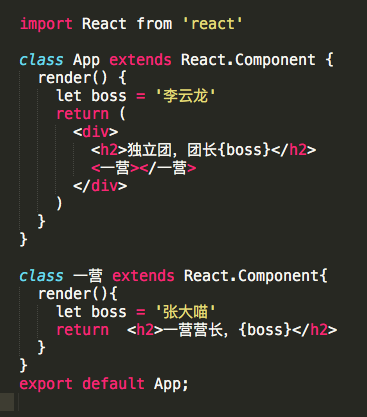 import React from 'react'
class App extends React.Component {
render() {
let boss = '李云龙'
return (
<div>
<h2>独立团，团长{boss}</h2>
<一营></一营>
</div>
)
}
}
class 一营 extends React.Component{
render(){
let boss = '张大喵'
return  <h2>一营营长，{boss}</h2>
}
}
export default App;